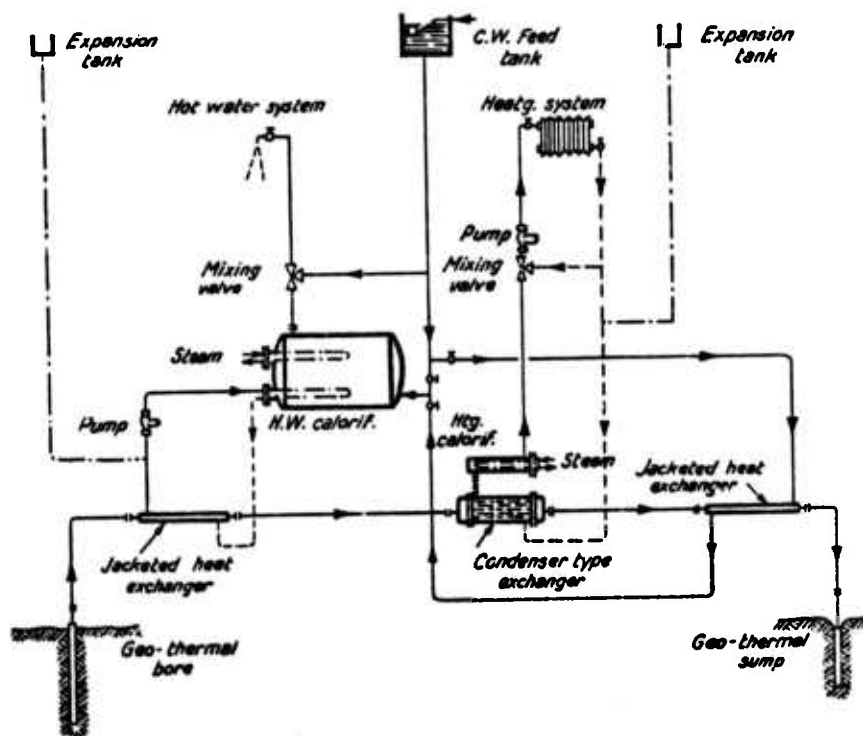 Expansion
tank
C.W. Feed
tank
Expansion
tank
Hot water system
Heatg. system
Mixing
valve
Pump
Mixing
valve
Steam
Pump
H.W. calorif.
Htg.
calorif.
Steam
Jacketed heat
exchanger
Jacketed heat
exchanger
Condenser type
exchanger
Geo-thermal
bore
Geo-thermal
sump